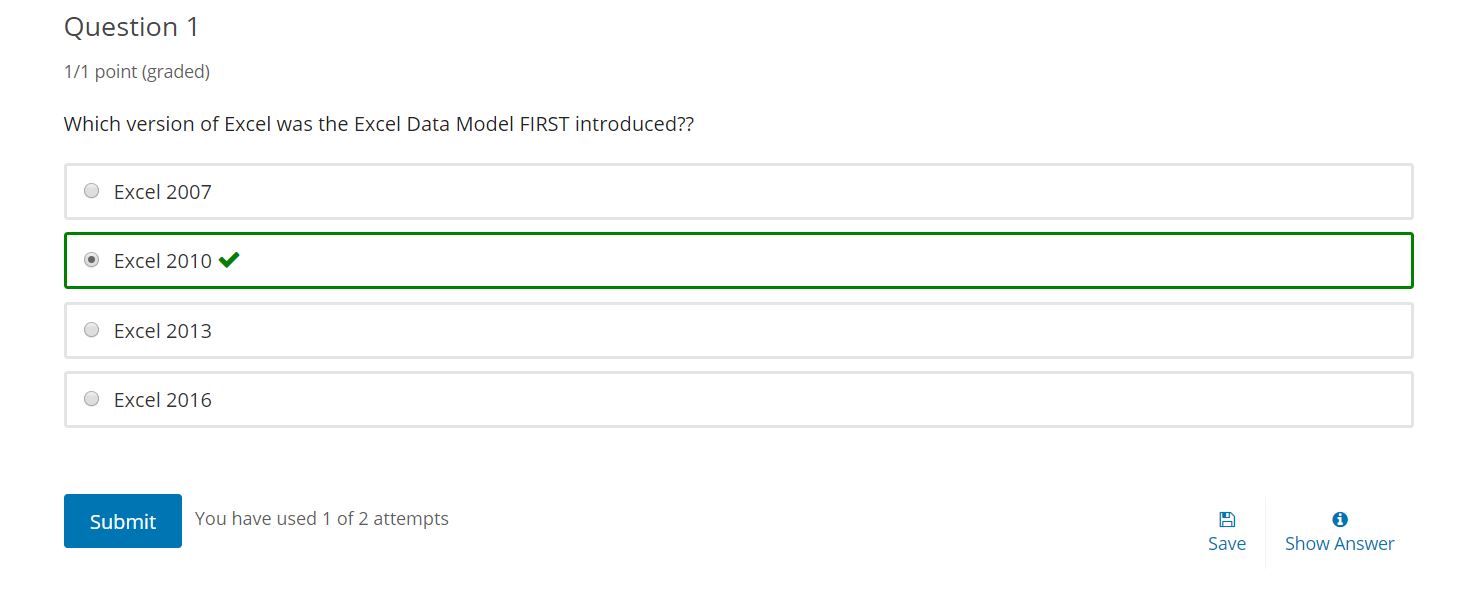 Question 1
1/1 point (graded)
Which version of Excel was the Excel Data Model FIRST introduced??
Excel 2007
Excel 2010
Excel 2013
Excel 2016
Submit
You have used 1 of 2 attempts
Save
Show Answer